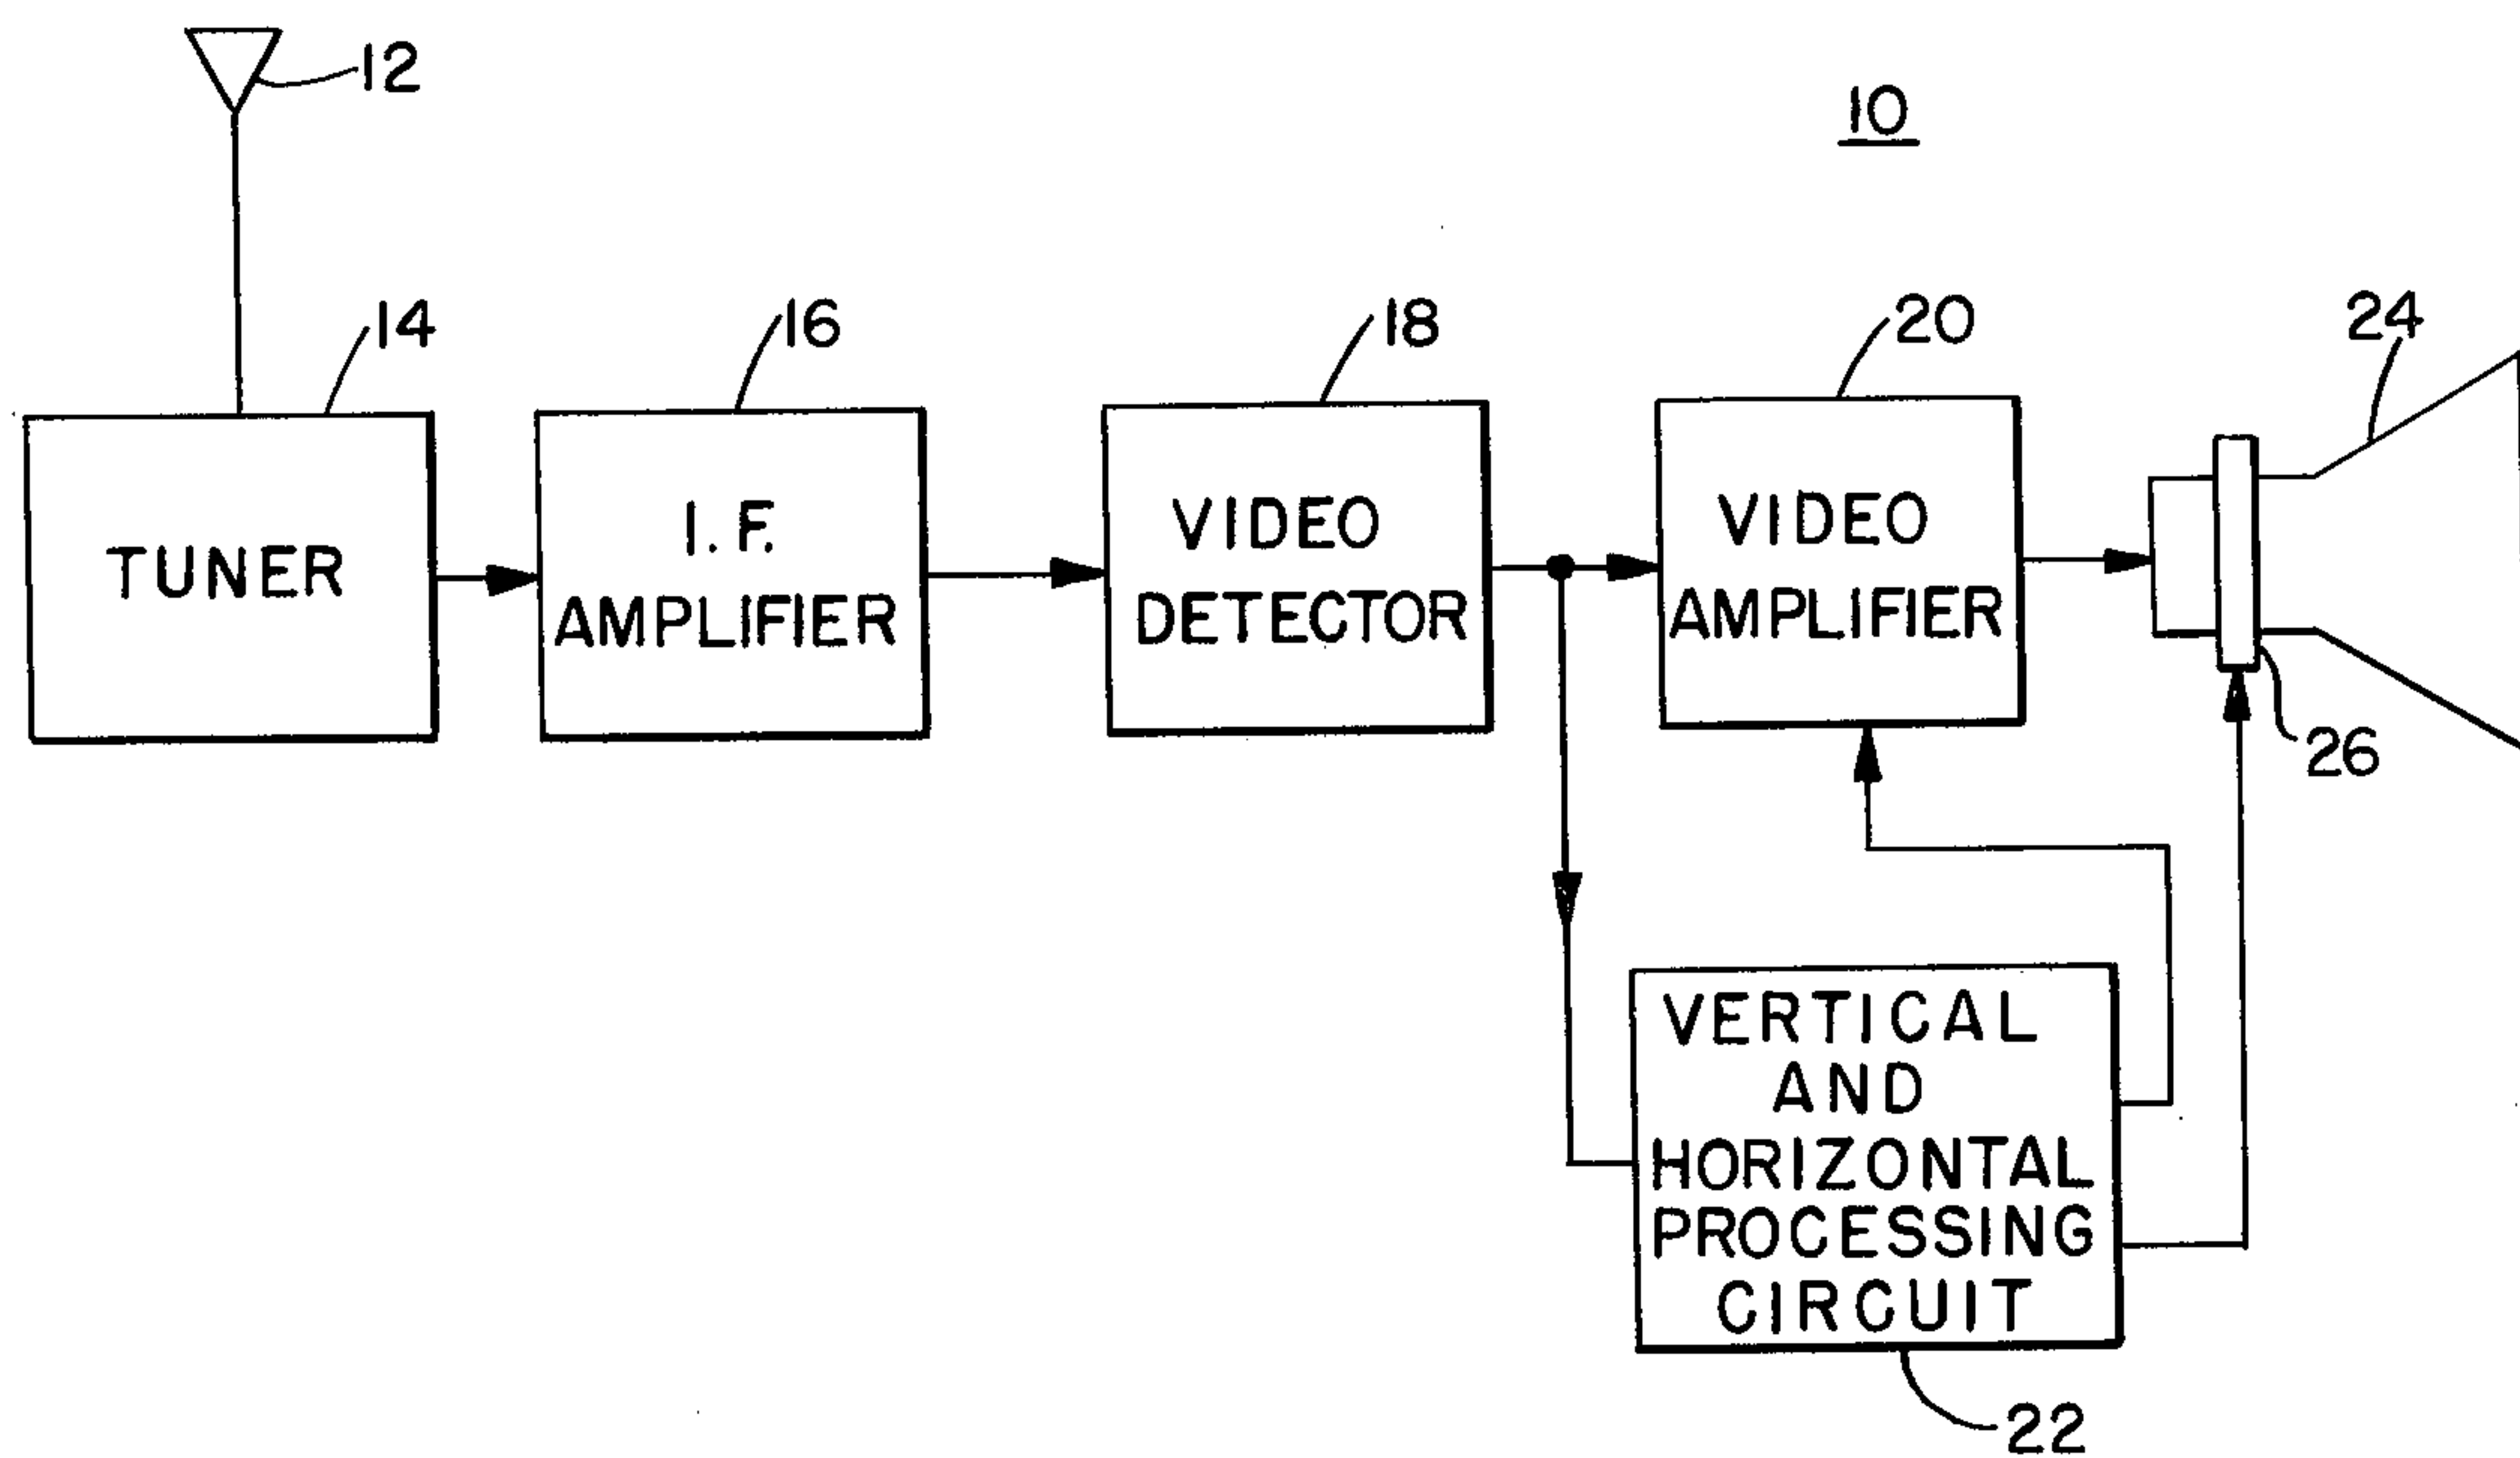 12
10
14
16
18
20
24
TUNER
I.F.
AMPLIFIER
VIDEO
DETECTOR
VIDEO
AMPLIFIER
26
VERTICAL
AND
HORIZONTAL
PROCESSING
CIRCUIT
22